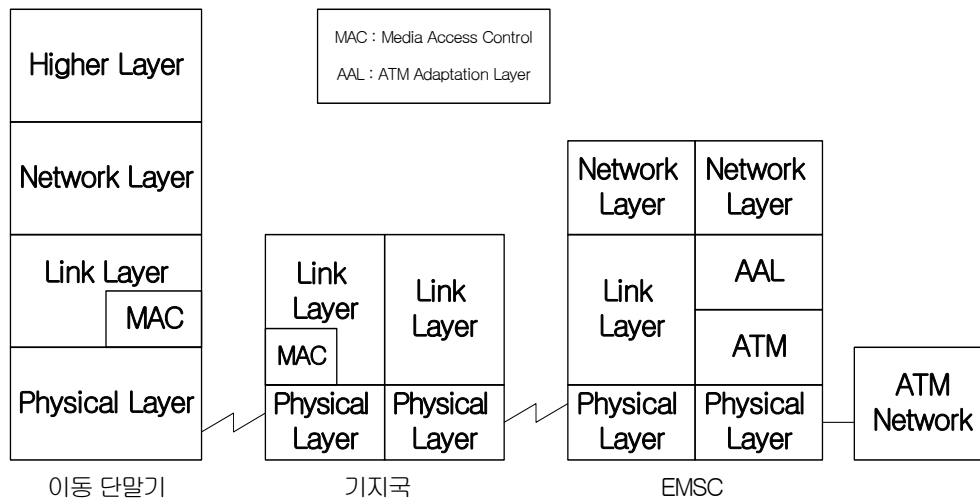 MAC : Media Access Control
AAL : ATM Adaptation Layer
Higher Layer
Network Layer
Link Layer
MAC
Physical Layer
이동 단말기
Link
Layer
MAC
Physical
Layer
Link
Layer
Physical
Layer
기지국
Network
Layer
Link
Layer
Physical
Layer
Network
Layer
AAL
ATM
Physical
Layer
EMSC
ATM
Network